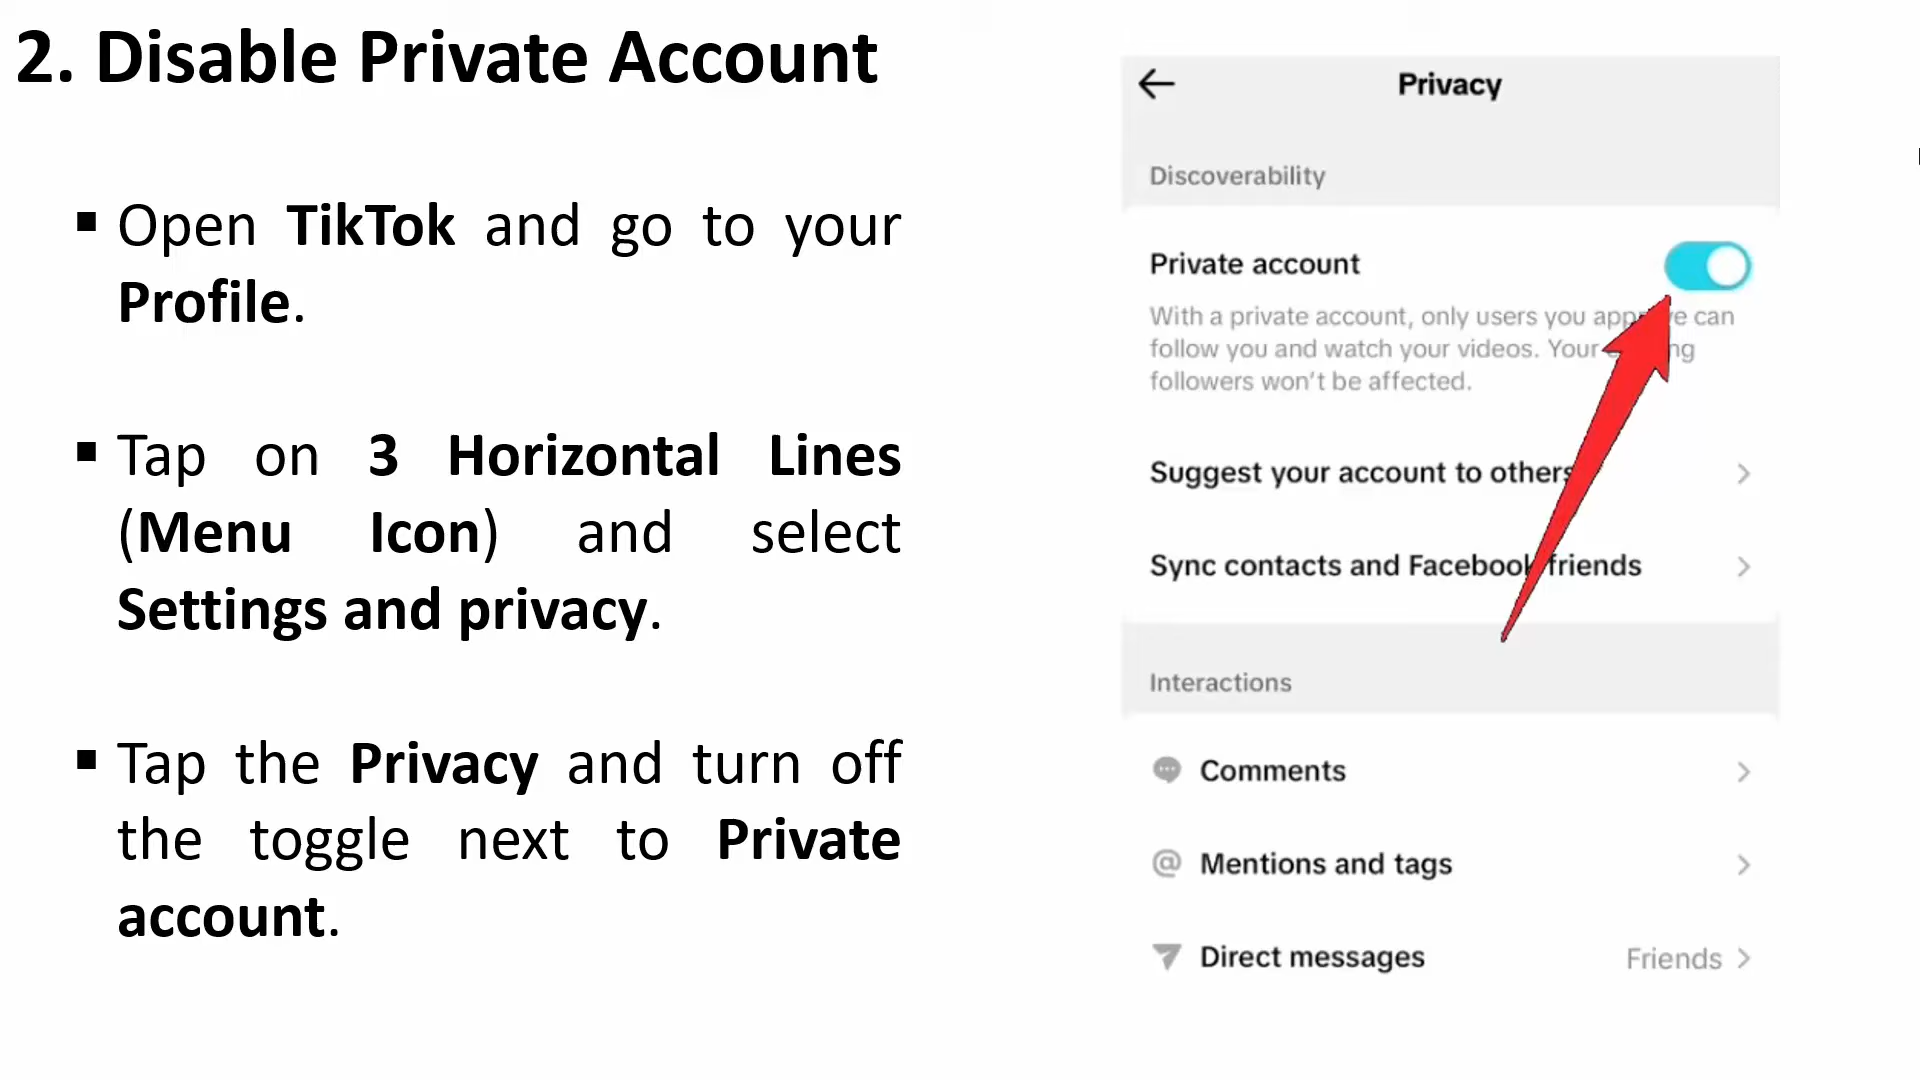 2. Disable Private Account
▪ Open TikTok and go to your
Profile.
▪ Tap on 3 Horizontal Lines
(Menu Icon) and select
Settings and privacy.
▪ Tap the Privacy and turn off
the toggle next to Private
account.
Privacy
Discoverability
Private account
With a private account, only users you can
follow you and watch your videos. Your
followers won't be affected.
Suggest your account to others
Sync contacts and Facebook friends
Interactions
Comments
Mentions and tags
Direct messages Friends